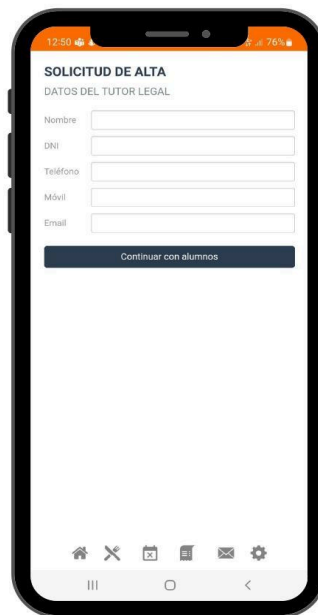 12:50 76%
SOLICITUD DE ALTA
DATOS DEL TUTOR LEGAL
Nombre
DNI
Teléfono
Móvil
Email
Continuar con alumnos